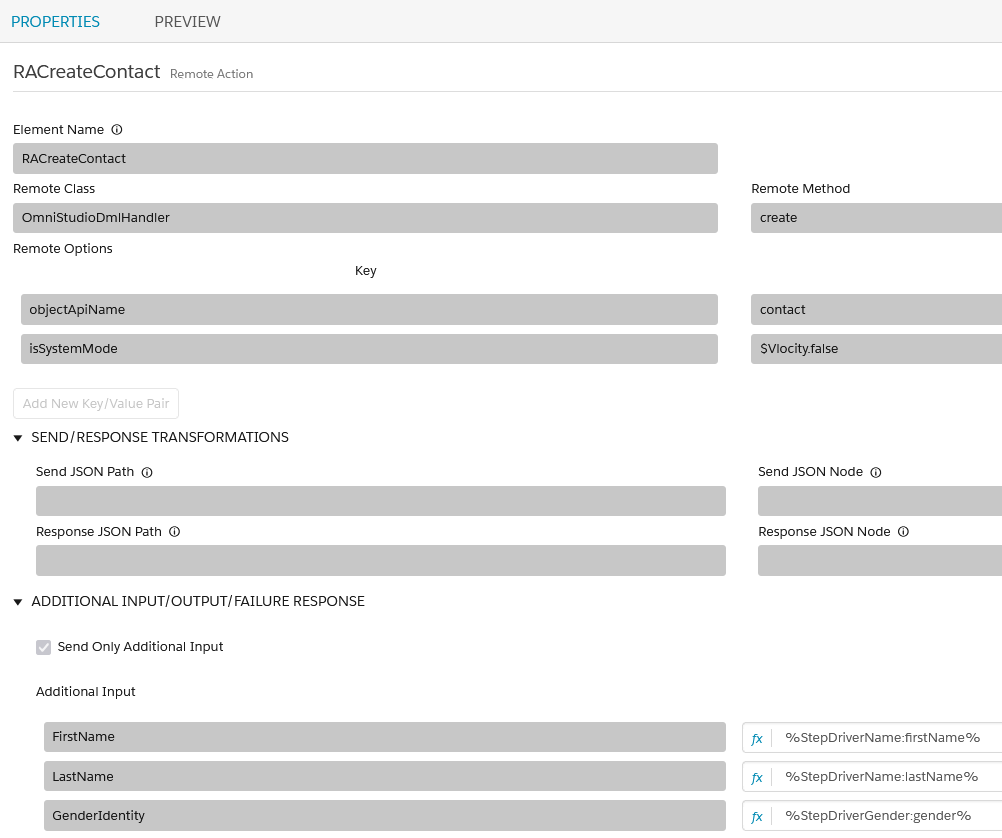 PROPERTIES PREVIEW
RACreateContact Remote Action
Element Name
RACreateContact
Remote Class Remote Method
OmniStudioDmlHandler create
Remote Options
Key
objectApiName contact
isSystemMode $Vlocity.false
Add New Key/Value Pair
SEND/RESPONSE TRANSFORMATIONS
Send JSON Path Send JSON Node
Response JSON Path Response JSON Node
ADDITIONAL INPUT/OUTPUT/FAILURE RESPONSE
Send Only Additional Input
Additional Input
FirstName fx %StepDriverName:firstName%
LastName fx %StepDriverName:lastName%
GenderIdentity fx %StepDriverGender:gender%